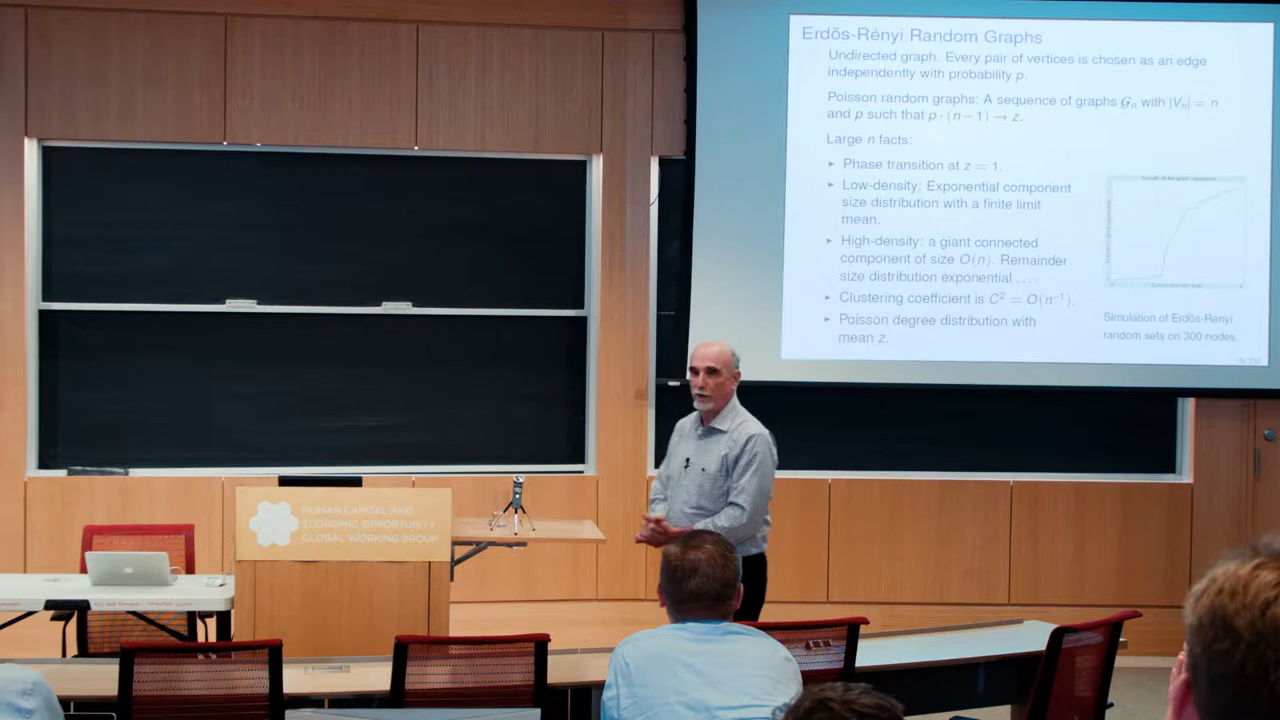 Erdös-Rényi Random Graphs
Undirected graph. Every pair of vertices is chosen as an edge
independently with probability p.
Poisson random graphs: A sequence of graphs 𝒢n with |Vn| = n
and p such that p · (n − 1) → z.
Large n facts:
► Phase transition at z = 1.
► Low-density: Exponential component
size distribution with a finite limit
mean.
► High-density: a giant connected
component of size O(n). Remainder
size distribution exponential ....
► Clustering coefficient is C² = O(n⁻¹).
► Poisson degree distribution with
mean z.
Simulation of Erdös-Rényi
random sets on 300 nodes.
HUMAN CAPITAL AND
ECONOMIC OPPORTUNITY
GLOBAL WORKING GROUP